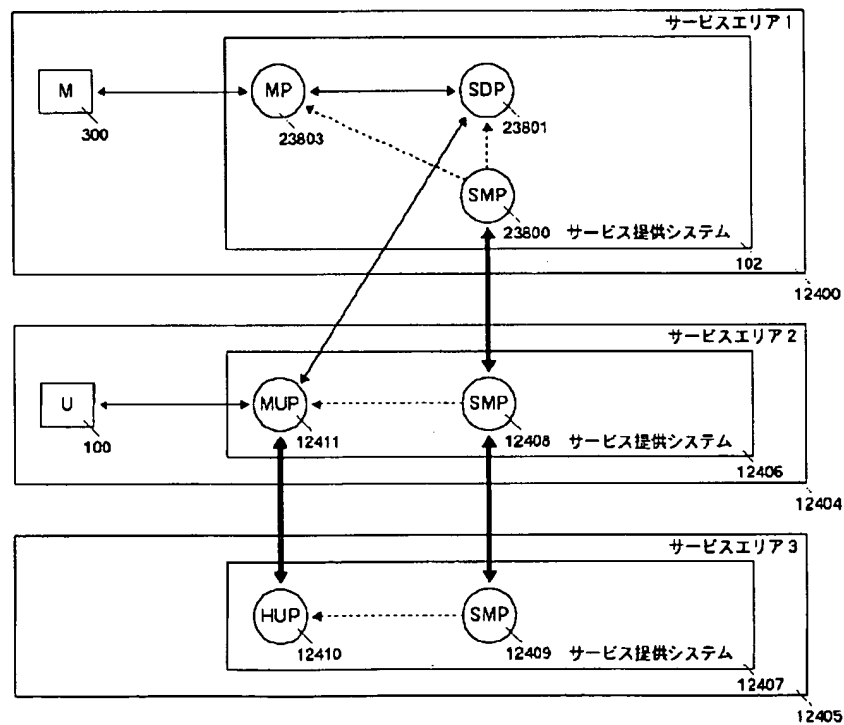 サービスエリア1
M
300
MP
23803
SDP
23801
SMP
23800
サービス提供システム
102
12400
サービスエリア2
U
100
MUP
12411
SMP
12408
サービス提供システム
12406
12404
サービスエリア3
HUP
12410
SMP
12409
サービス提供システム
12407
12405